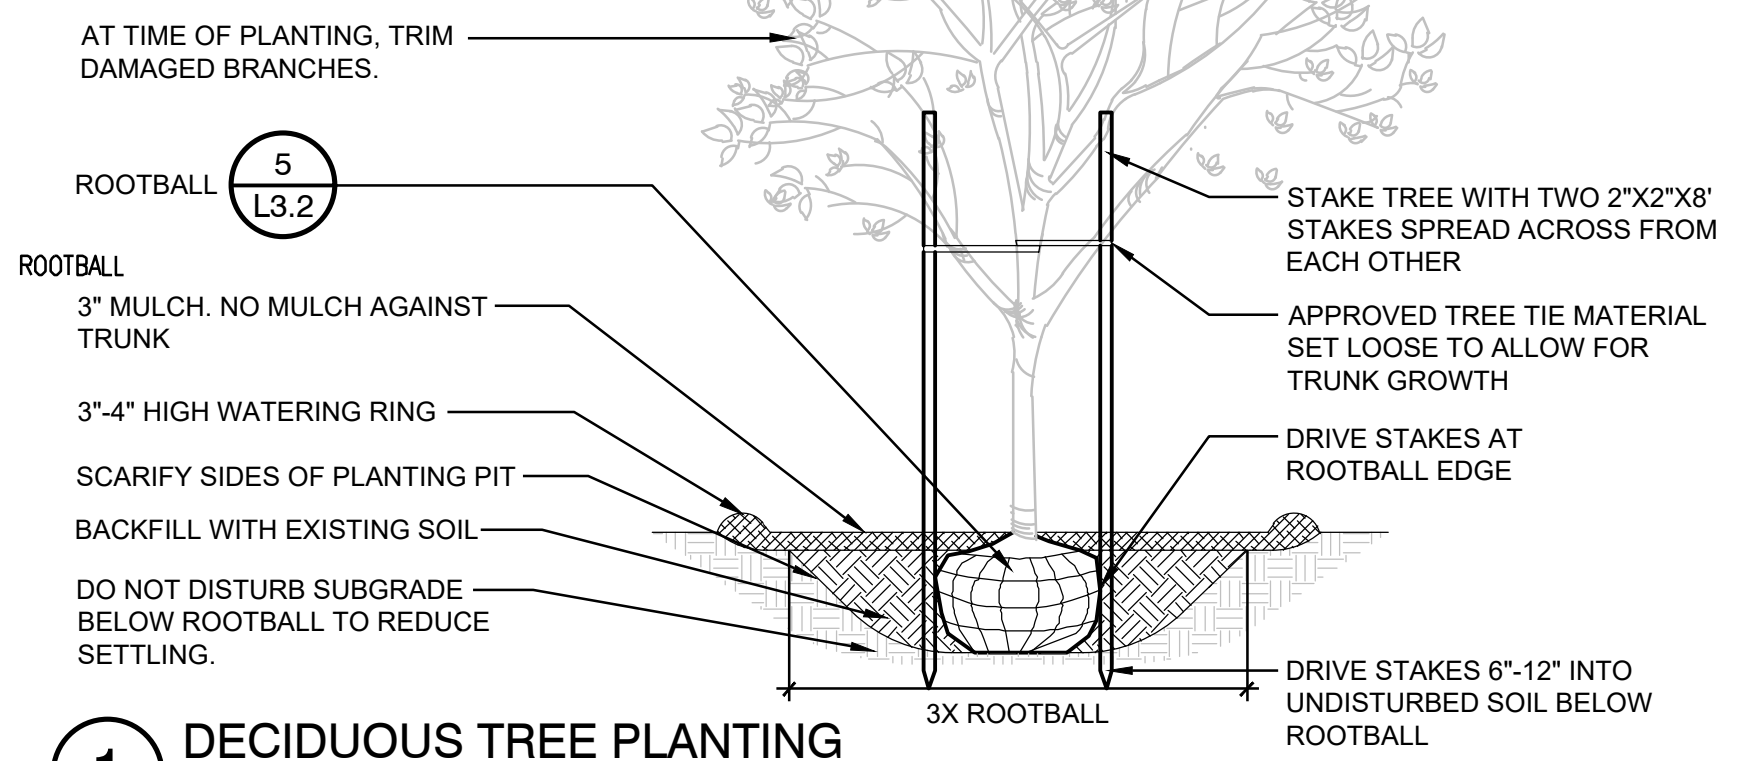 AT TIME OF PLANTING, TRIM
DAMAGED BRANCHES.
ROOTBALL
5
L3.2
ROOTBALL
3" MULCH. NO MULCH AGAINST
TRUNK
3"-4" HIGH WATERING RING
SCARIFY SIDES OF PLANTING PIT
BACKFILL WITH EXISTING SOIL
DO NOT DISTURB SUBGRADE
BELOW ROOTBALL TO REDUCE
SETTLING.
STAKE TREE WITH TWO 2"X2"X8'
STAKES SPREAD ACROSS FROM
EACH OTHER
APPROVED TREE TIE MATERIAL
SET LOOSE TO ALLOW FOR
TRUNK GROWTH
DRIVE STAKES AT
ROOTBALL EDGE
DRIVE STAKES 6"-12" INTO
UNDISTURBED SOIL BELOW
ROOTBALL
3X ROOTBALL
1
DECIDUOUS TREE PLANTING